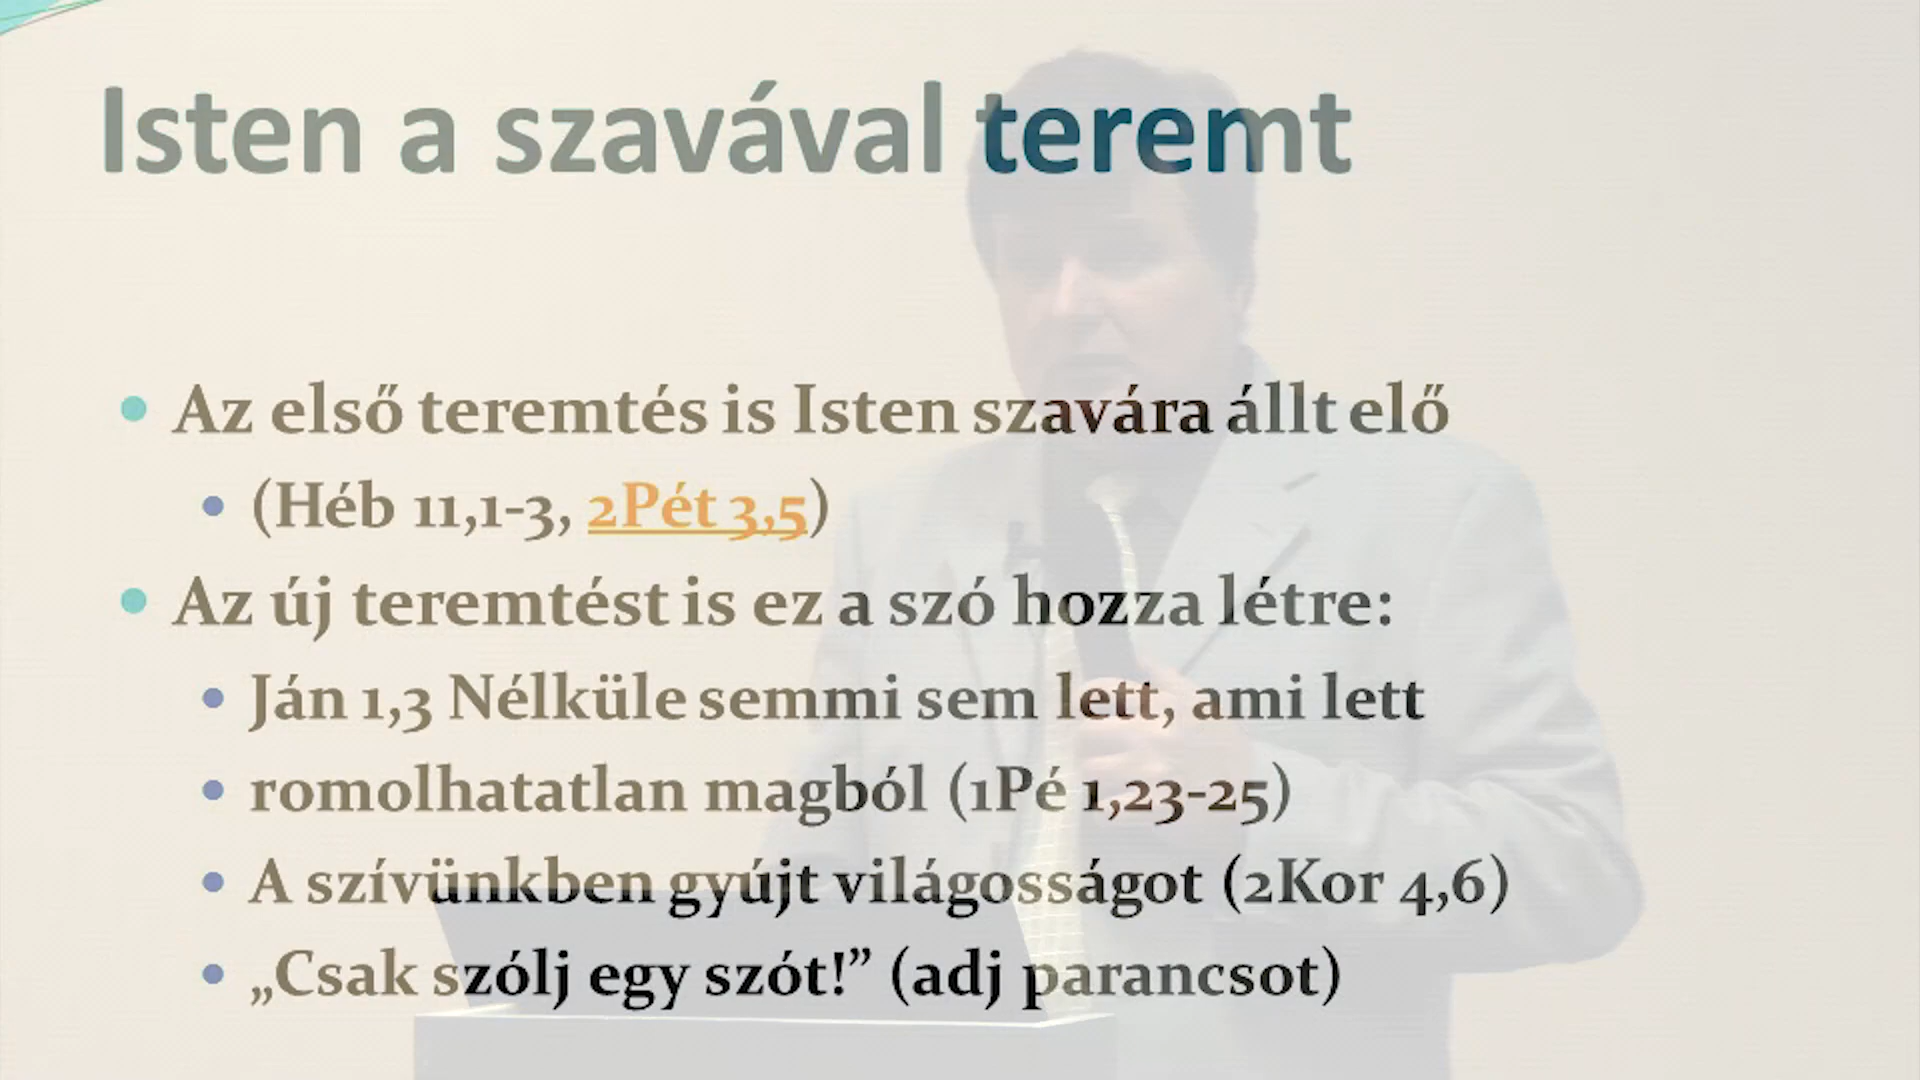 Isten a szavával teremt
Az első teremtés is Isten szavára állt elő
(Héb 11,1-3, 2Pét 3,5)
Az új teremtést is ez a szó hozza létre:
Ján 1,3 Nélküle semmi sem lett, ami lett
romolhatatlan magból (1Pé 1,23-25)
A szívünkben gyújt világosságot (2Kor 4,6)
„Csak szólj egy szót!” (adj parancsot)